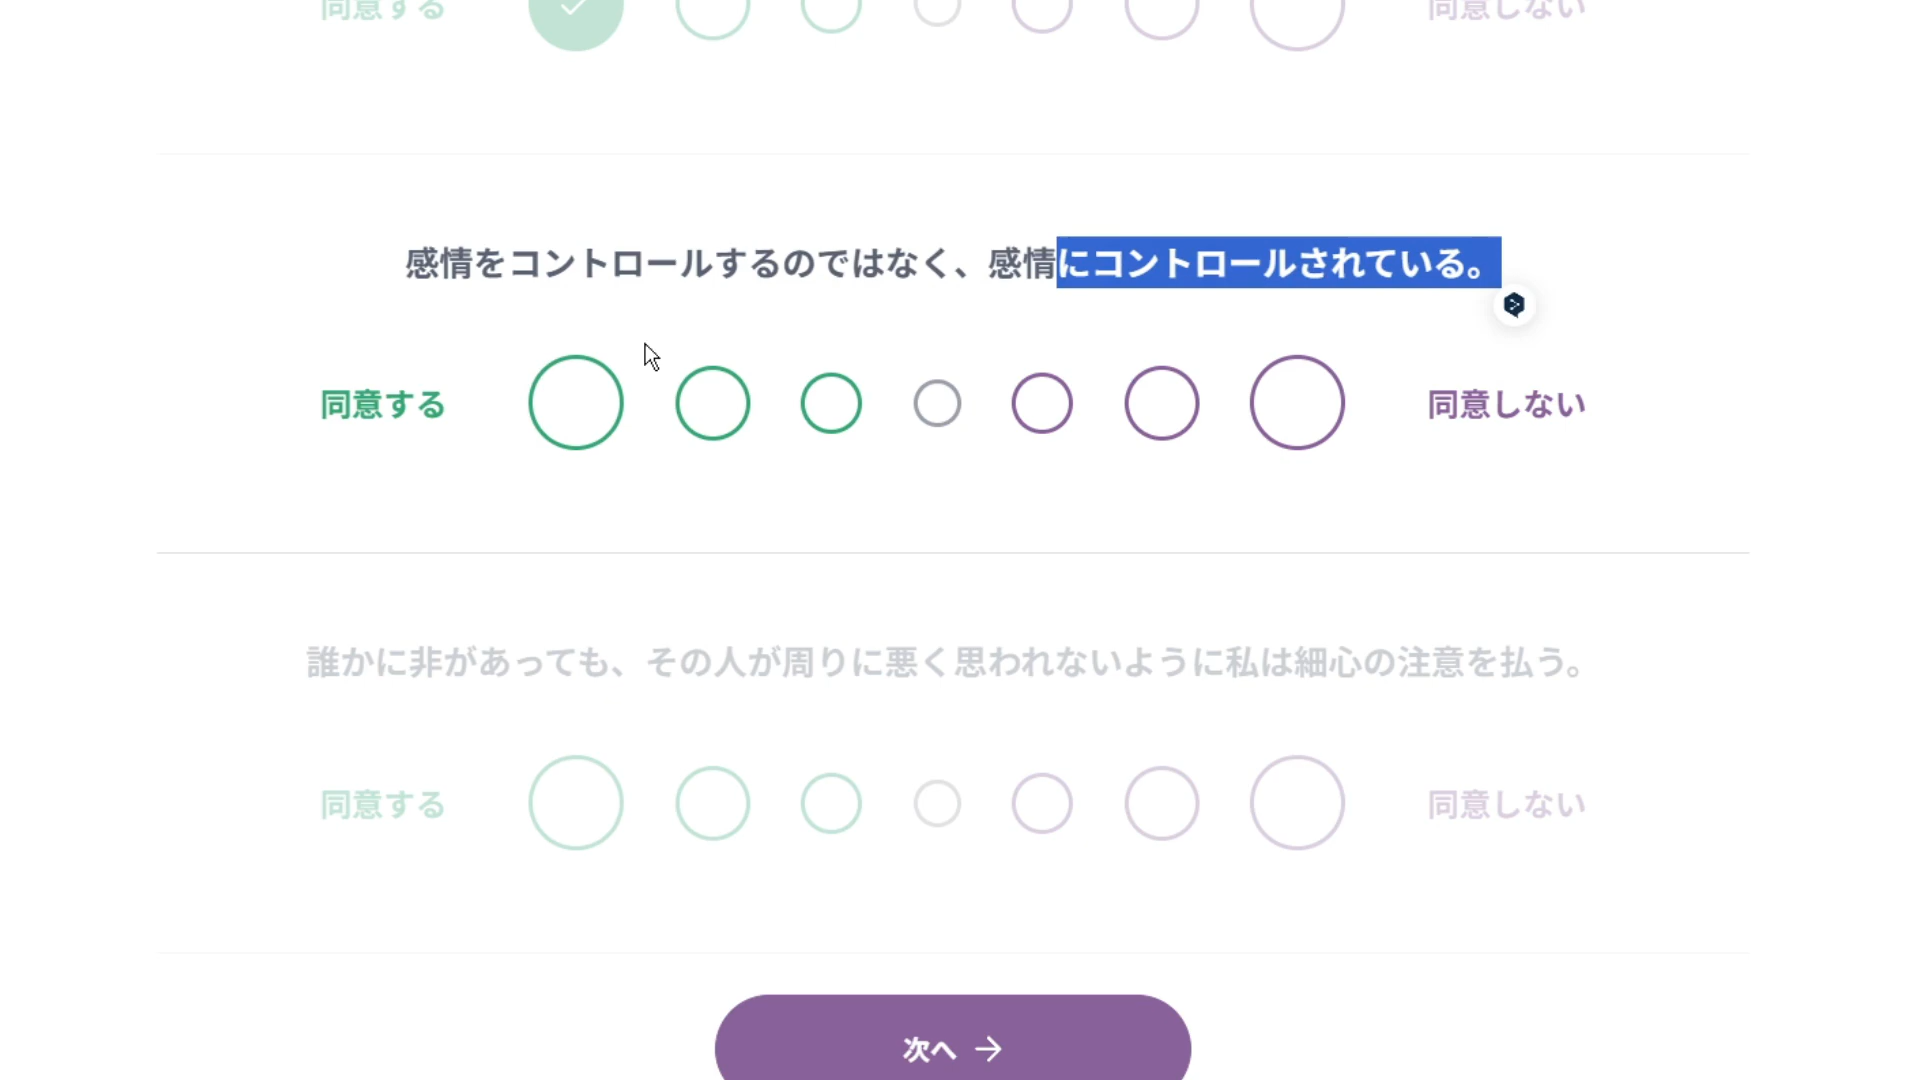 同意する 同意しない
感情をコントロールするのではなく、感情にコントロールされている。
同意する 同意しない
誰かに非があっても、その人が周りに悪く思われないように私は細心の注意を払う。
同意する 同意しない
次へ →